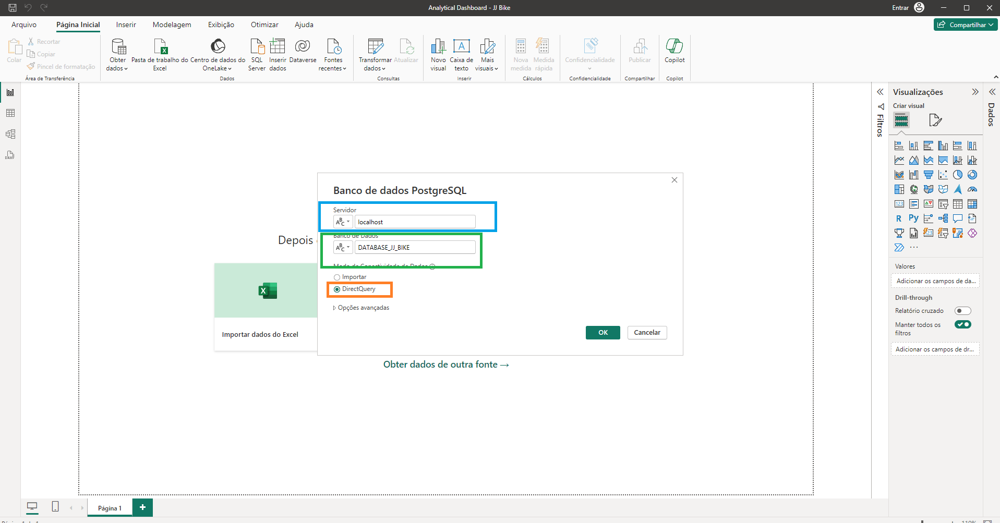 Analytical Dashboard - JJ Bike
Entrar
Arquivo
Página Inicial
Inserir
Modelagem
Exibição
Otimizar
Ajuda
Compartilhar
Colar
Recortar
Copiar
Pincel de formatação
Área de Transferência
Obter dados
Pasta de trabalho do Excel
Centro de dados do OneLake
SQL Server
Inserir dados
Dataverse
Fontes recentes
Dados
Transformar dados
Atualizar
Consultas
Novo visual
Caixa de texto
Mais visuais
Inserir
Nova medida
Medida rápida
Cálculos
Confidencialidade
Confidencialidade
Publicar
Compartilhar
Copilot
Copilot
Filtros
Visualizações
Criar visual
Dados
Banco de dados PostgreSQL
Servidor
ABC
localhost
Banco de Dados
ABC
DATABASE_JJ_BIKE
Modo de Conectividade de Dados
Importar
DirectQuery
Opções avançadas
OK
Cancelar
Depois
Importar dados do Excel
Obter dados de outra fonte →
R
Py
123
Valores
Adicionar os campos de da...
Drill-through
Relatório cruzado
Manter todos os filtros
Adicionar os campos de dr...
Página 1
110%